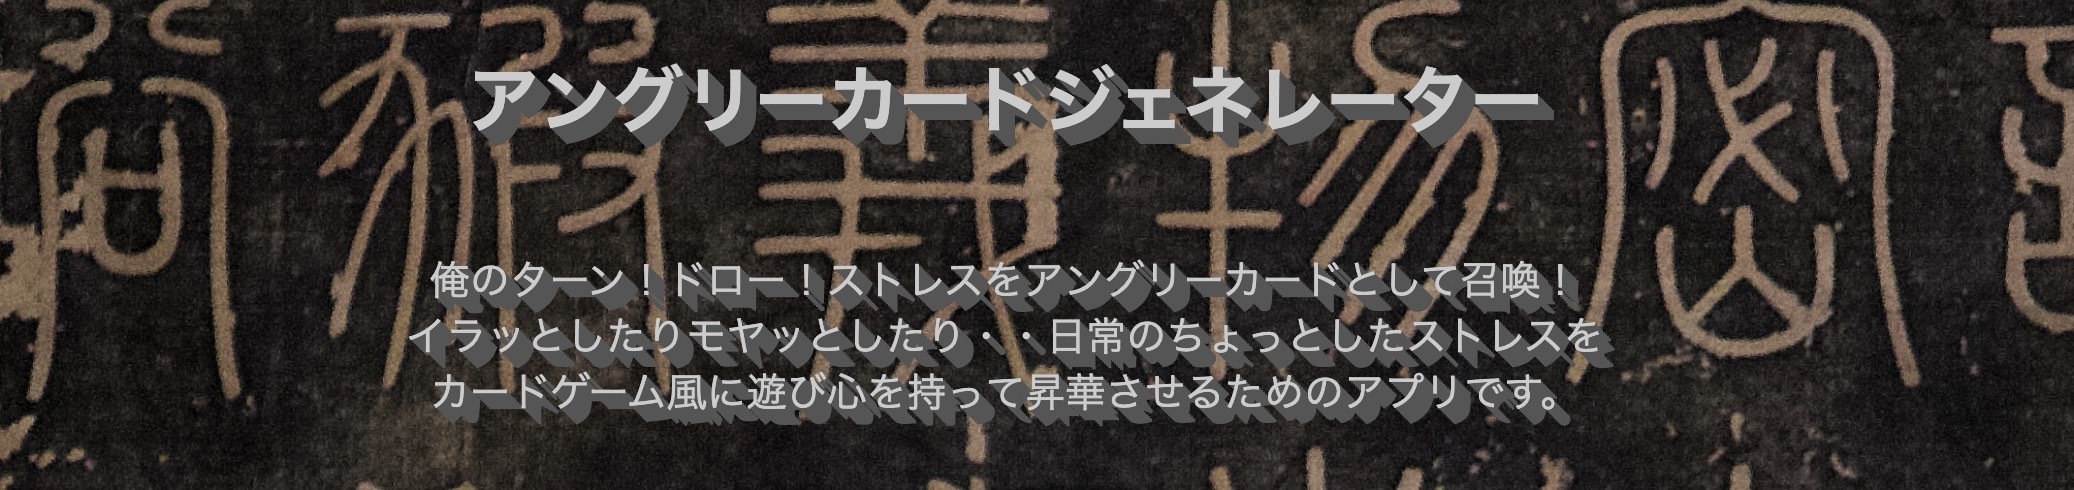 アングリーカードジェネレーター
俺のターン！ドロー！ストレスをアングリーカードとして召喚！
イラッとしたりモヤッとしたり・・日常のちょっとしたストレスを
カードゲーム風に遊び心を持って昇華させるためのアプリです。